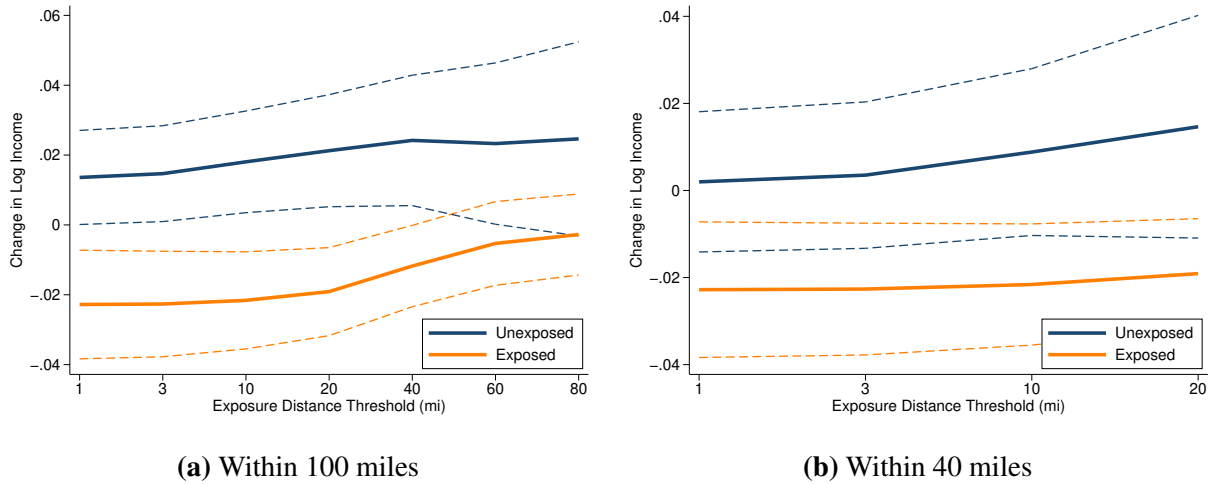 .06
.04
.02
0
-.02
-.04
Change in Log Income
1 3 10 20 40 60 80
Exposure Distance Threshold (mi)
Unexposed
Exposed
(a) Within 100 miles
.04
.02
0
-.02
-.04
Change in Log Income
1 3 10 20
Exposure Distance Threshold (mi)
Unexposed
Exposed
(b) Within 40 miles